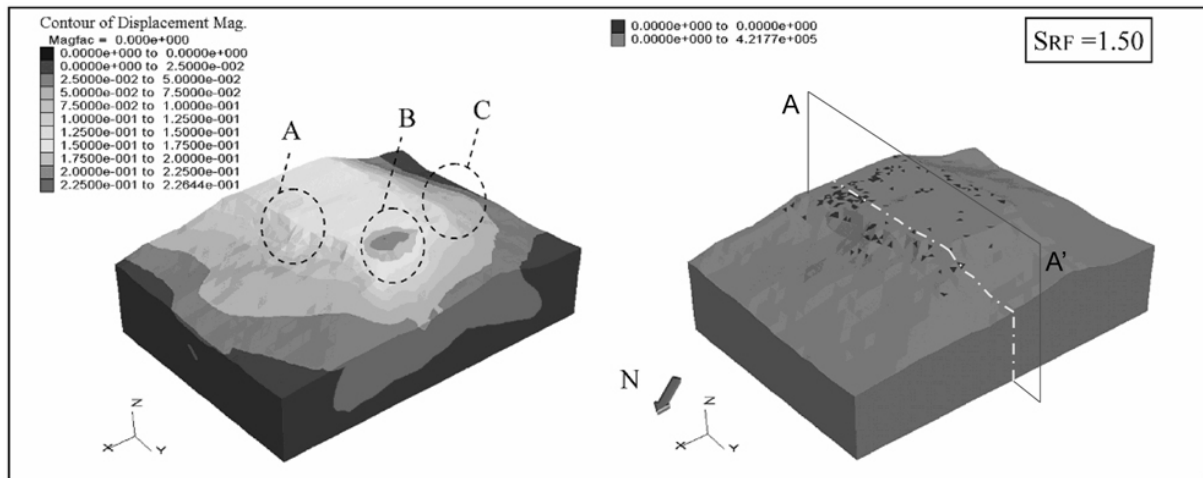 Contour of Displacement Mag.
Magfac = 0.000e+000
0.0000e+000 to 0.0000e+000
0.0000e+000 to 2.5000e-002
2.5000e-002 to 5.0000e-002
5.0000e-002 to 7.5000e-002
7.5000e-002 to 1.0000e-001
1.0000e-001 to 1.2500e-001
1.2500e-001 to 1.5000e-001
1.5000e-001 to 1.7500e-001
1.7500e-001 to 2.0000e-001
2.0000e-001 to 2.2500e-001
2.2500e-001 to 2.2644e-001
A
B
C
Z
X
Y
0.0000e+000 to 0.0000e+000
0.0000e+000 to 4.2177e+005
SRF =1.50
A
A'
N
Z
X
Y